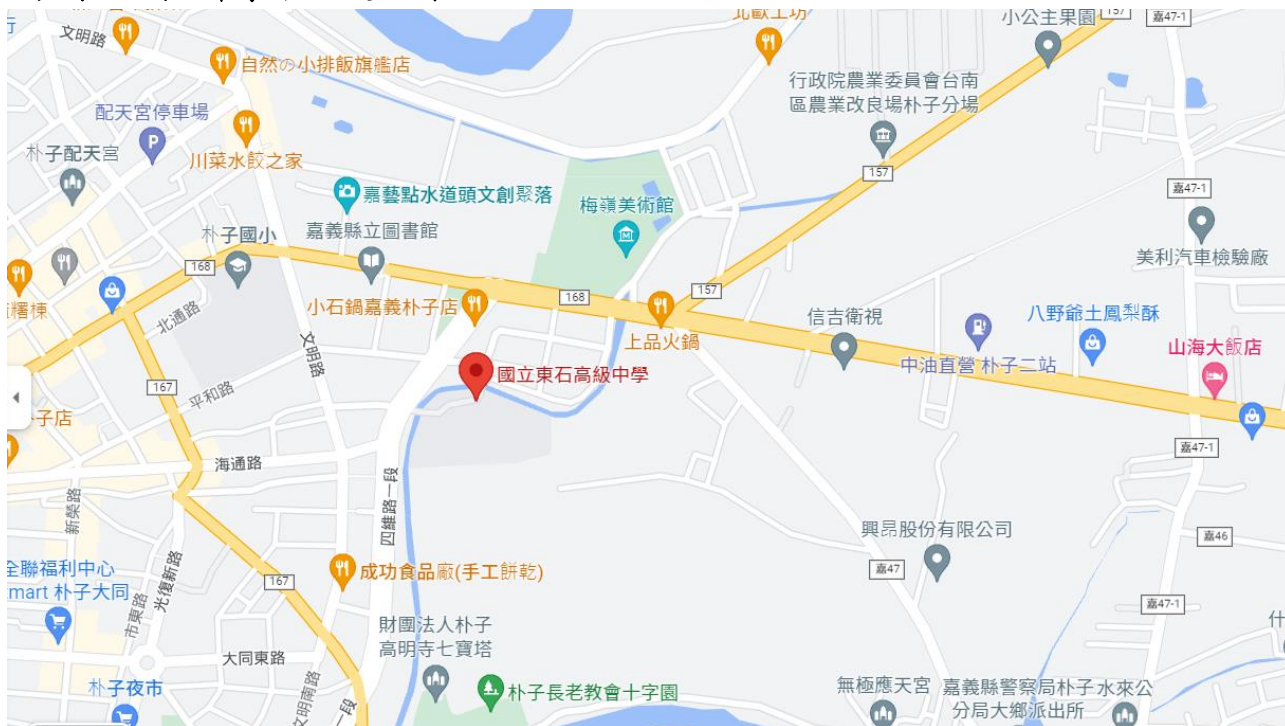 文明路
自然の小排飯旗艦店
小公主果園
157
嘉47-1
配天宮停車場
P
行政院農業委員會台南
區農業改良場朴子分場
朴子配天宮
川菜水餃之家
157
嘉47-1
嘉藝點水道頭文創聚落
梅嶺美術館
朴子國小
嘉義縣立圖書館
美利汽車檢驗廠
168
168
157
北通路
小石鍋嘉義朴子店
上品火鍋
信吉衛視
八野爺土鳳梨酥
中油直營 朴子二站
山海大飯店
文明路
國立東石高級中學
167
平和路
子店
海通路
嘉47-1
四維路一段
新榮路
興昂股份有限公司
嘉46
全聯福利中心
mart 朴子大同
光復新路
167
成功食品廠(手工餅乾)
嘉47
嘉47-1
市東路
財團法人朴子
高明寺七寶塔
大同東路
朴子夜市
文明南路
一段
朴子長老教會十字園
無極應天宮
嘉義縣警察局朴子
分局大鄉派出所
水來公
什